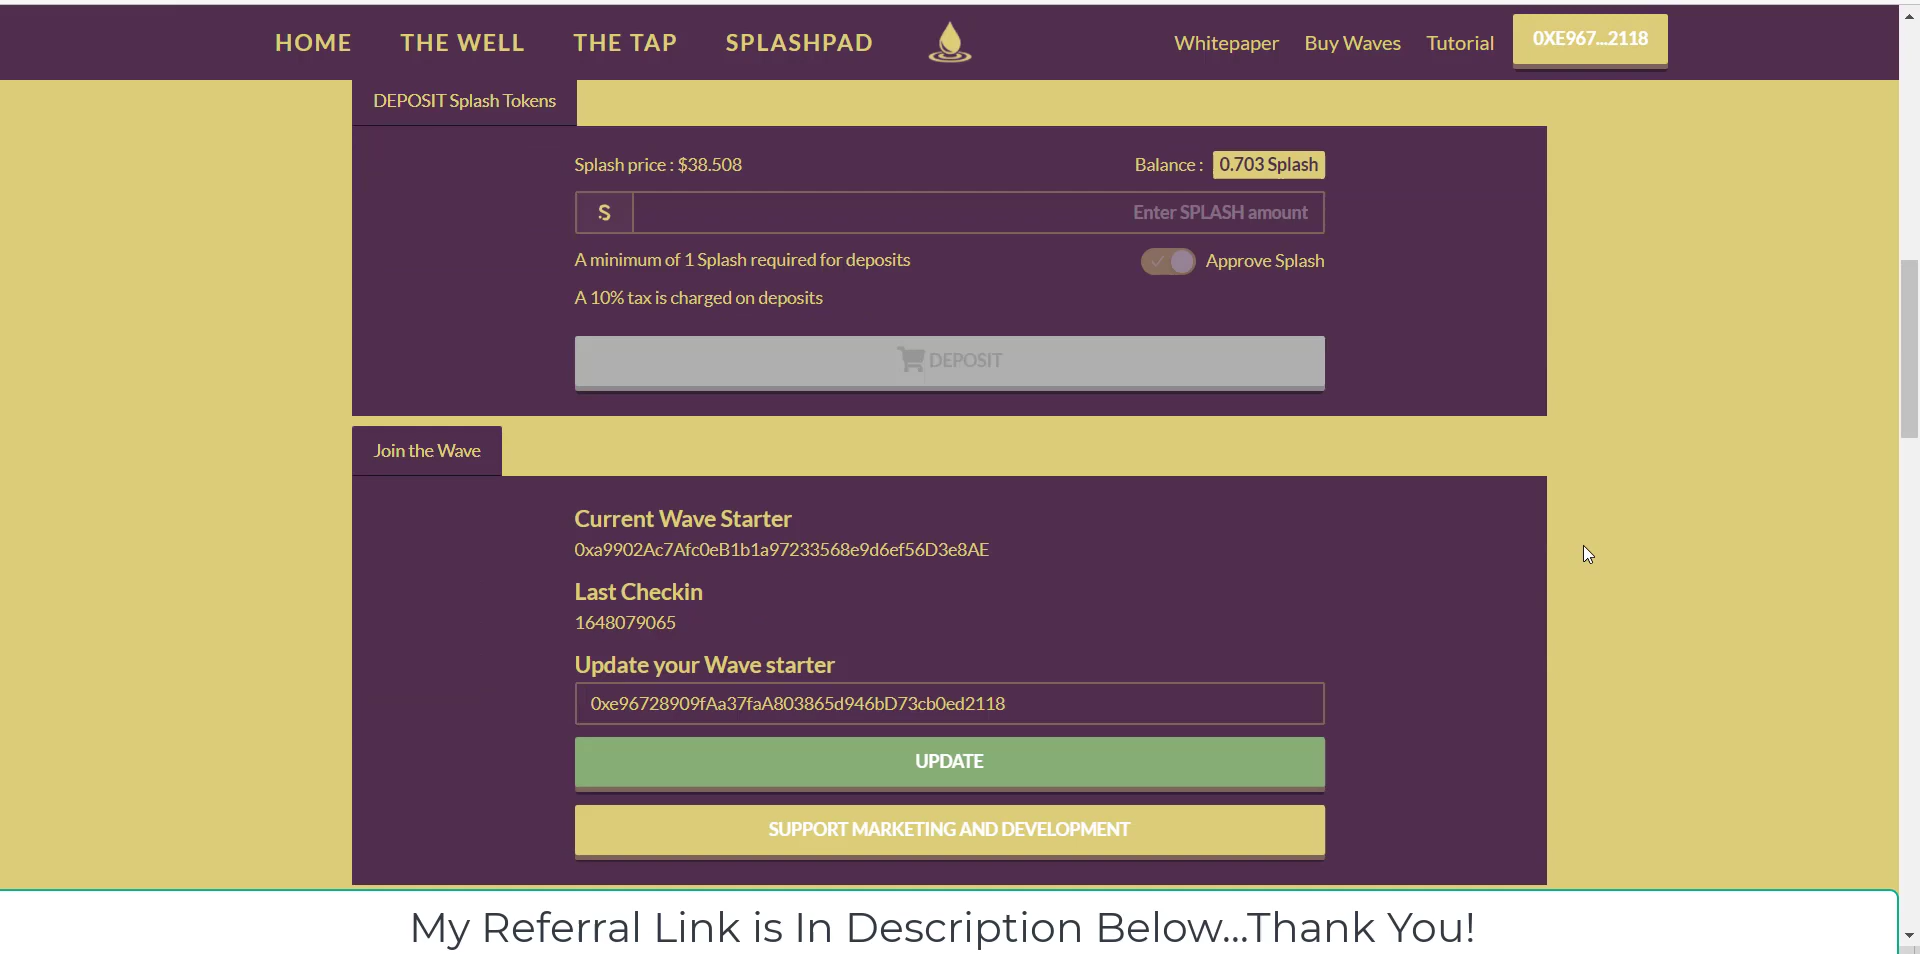 HOME THE WELL THE TAP SPLASHPAD Whitepaper Buy Waves Tutorial 0XE967...2118
DEPOSIT Splash Tokens
Splash price : $38.508 Balance : 0.703 Splash
S Enter SPLASH amount
A minimum of 1 Splash required for deposits Approve Splash
A 10% tax is charged on deposits
DEPOSIT
Join the Wave
Current Wave Starter
0xa9902Ac7Afc0eB1b1a97233568e9d6ef56D3e8AE
Last Checkin
1648079065
Update your Wave starter
0xe96728909fAa37faA803865d946bD73cb0ed2118
UPDATE
SUPPORT MARKETING AND DEVELOPMENT
My Referral Link is In Description Below...Thank You!